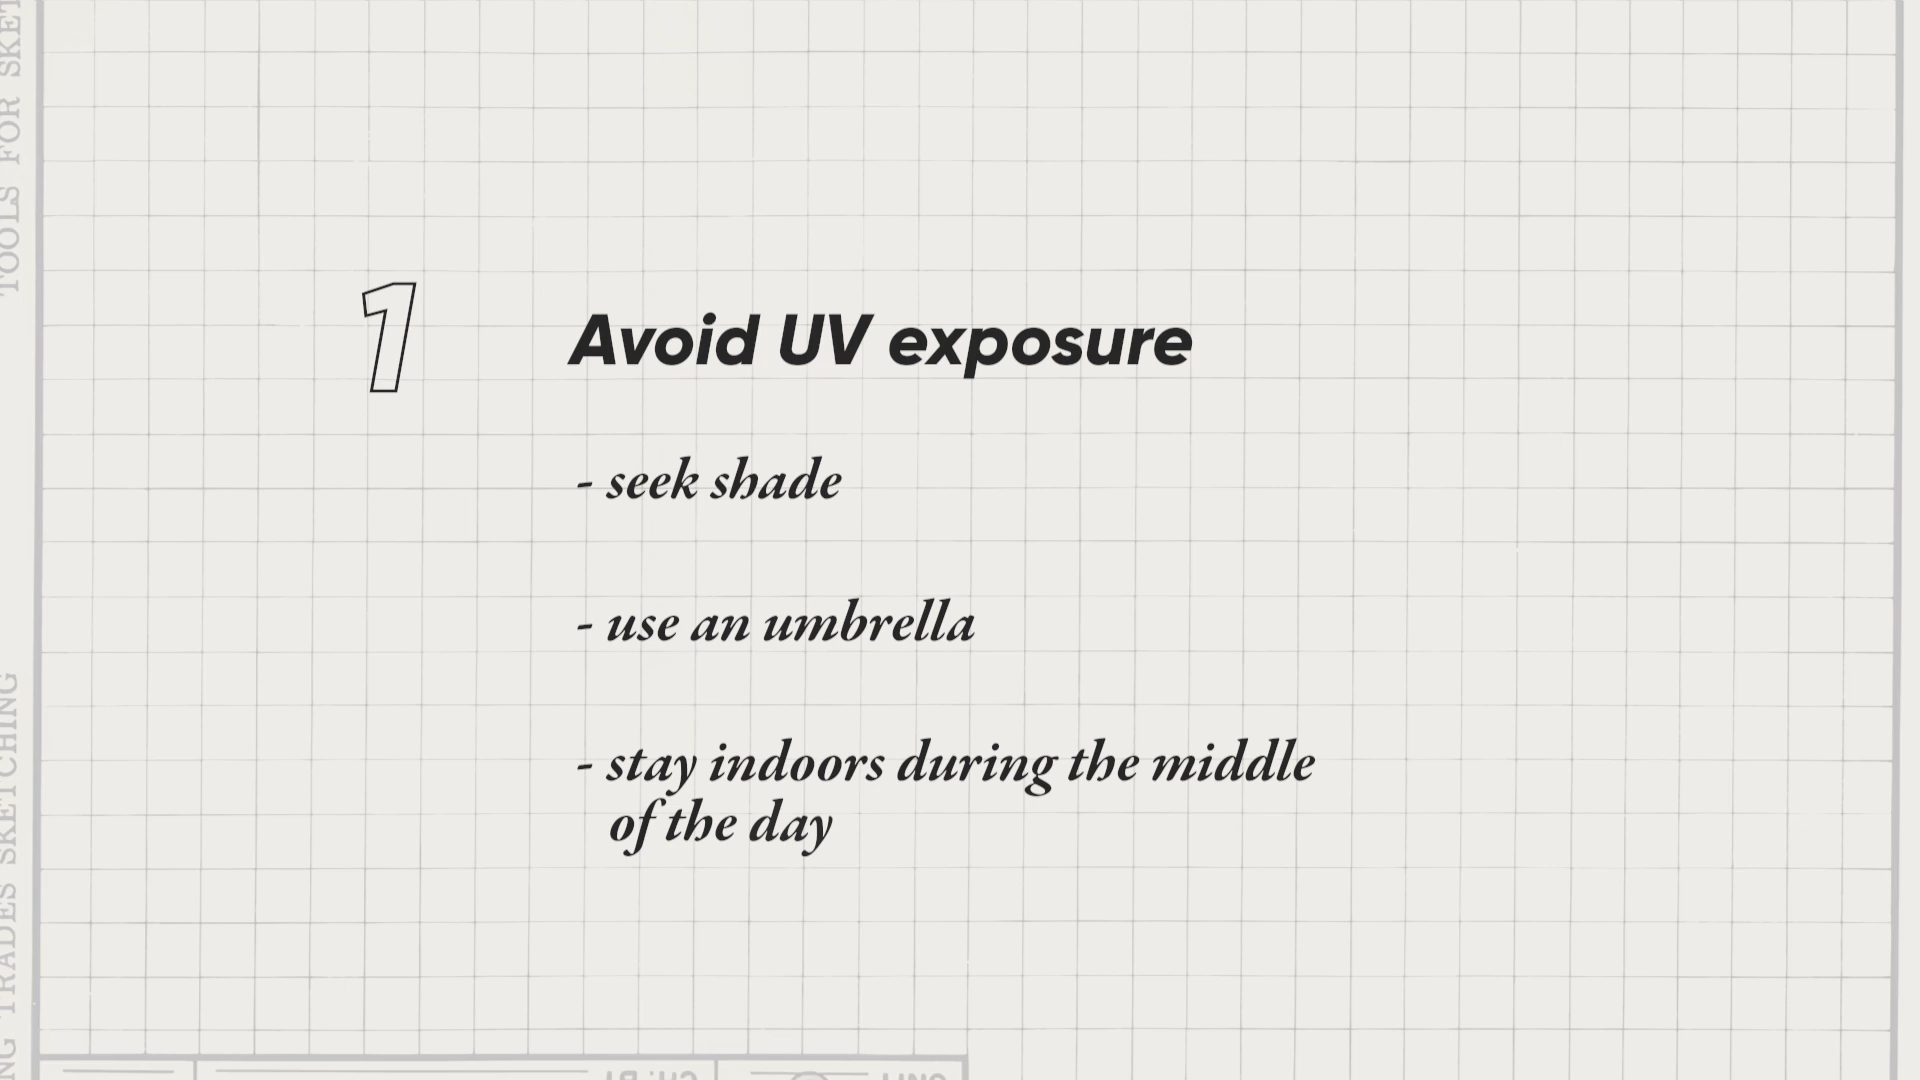 TOOLS FOR SKET
1
Avoid UV exposure
- seek shade
- use an umbrella
- stay indoors during the middle
of the day
TRADES SKETCHING